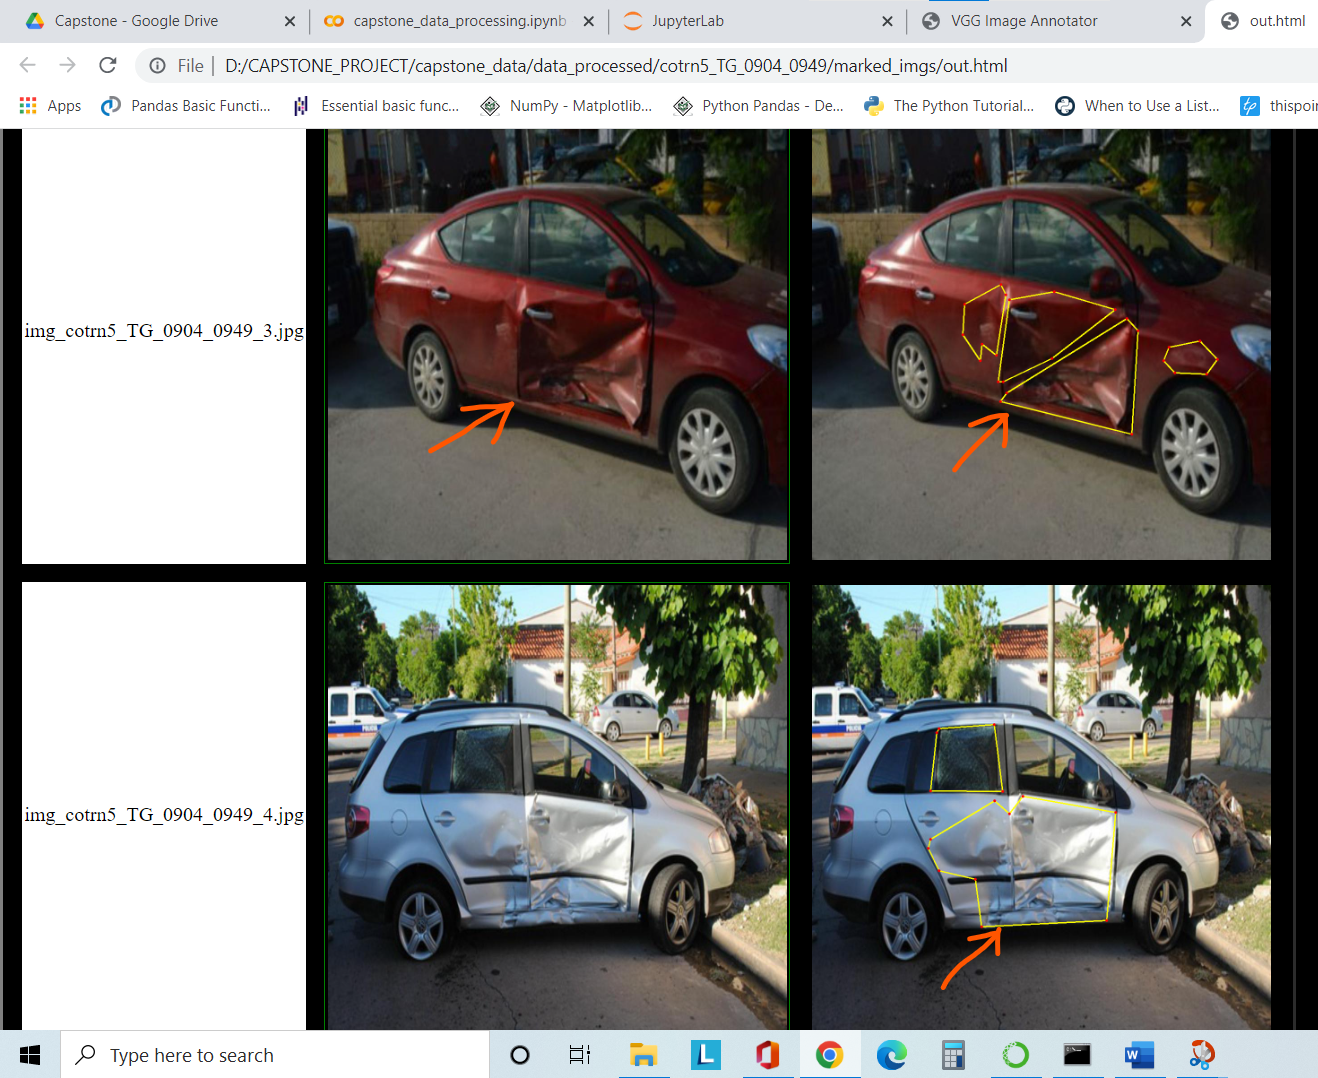 Capstone - Google Drive
capstone_data_processing.ipynb
JupyterLab
VGG Image Annotator
out.html
File | D:/CAPSTONE_PROJECT/capstone_data/data_processed/cotrn5_TG_0904_0949/marked_imgs/out.html
Apps
Pandas Basic Functi...
Essential basic func...
NumPy - Matplotlib...
Python Pandas - De...
The Python Tutorial...
When to Use a List...
tp
thispoin
img_cotrn5_TG_0904_0949_3.jpg
img_cotrn5_TG_0904_0949_4.jpg
Type here to search
L
W